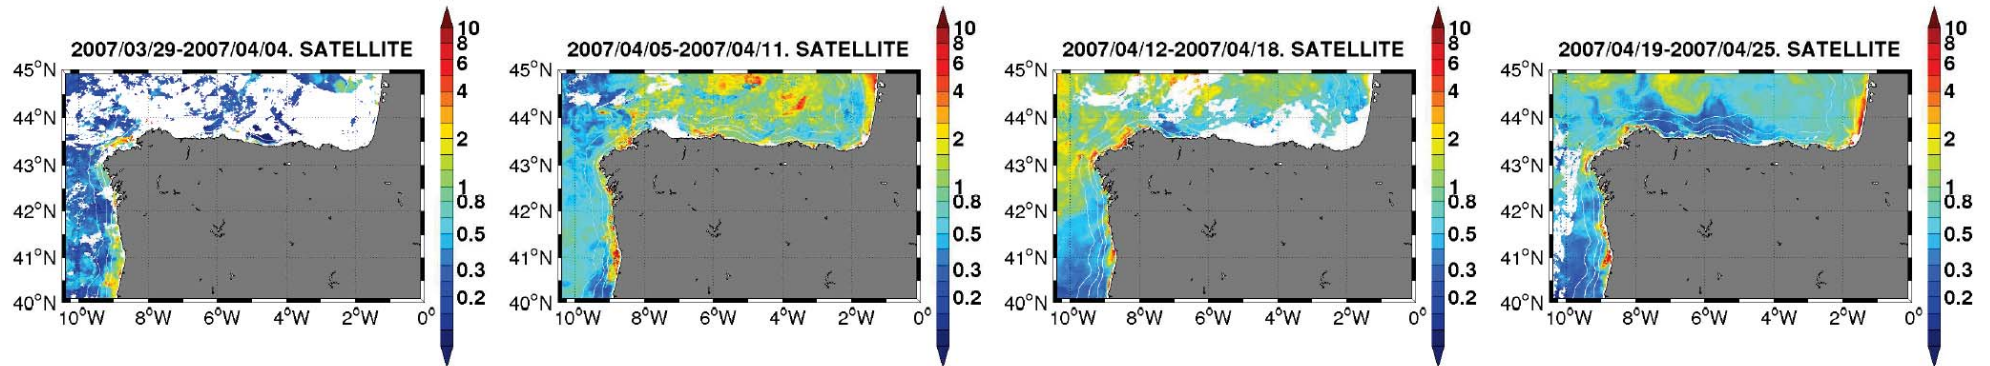 2007/03/29-2007/04/04. SATELLITE
45°N
44°N
43°N
42°N
41°N
40°N
10°W 8°W 6°W 4°W 2°W 0°
10
8
6
4
2
1
0.8
0.5
0.3
0.2
2007/04/05-2007/04/11. SATELLITE
45°N
44°N
43°N
42°N
41°N
40°N
10°W 8°W 6°W 4°W 2°W 0°
10
8
6
4
2
1
0.8
0.5
0.3
0.2
2007/04/12-2007/04/18. SATELLITE
45°N
44°N
43°N
42°N
41°N
40°N
10°W 8°W 6°W 4°W 2°W 0°
10
8
6
4
2
1
0.8
0.5
0.3
0.2
2007/04/19-2007/04/25. SATELLITE
45°N
44°N
43°N
42°N
41°N
40°N
10°W 8°W 6°W 4°W 2°W 0°
10
8
6
4
2
1
0.8
0.5
0.3
0.2